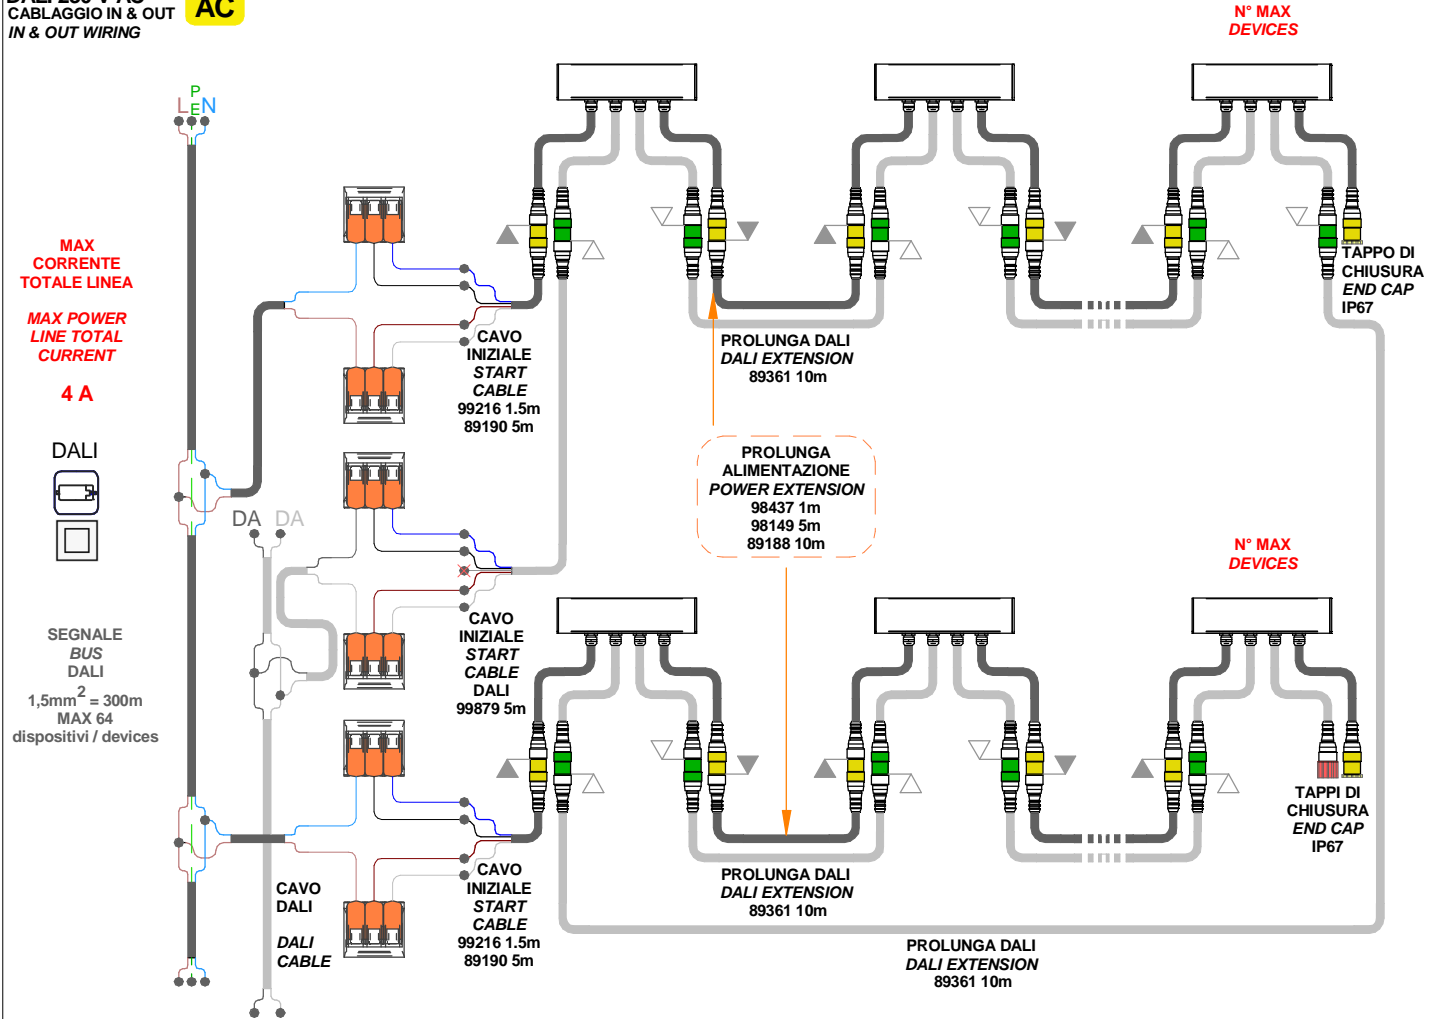 CABLAGGIO IN & OUT
IN & OUT WIRING
AC
N° MAX
DEVICES
L
P
E
N
MAX
CORRENTE
TOTALE LINEA
MAX POWER
LINE TOTAL
CURRENT
4 A
DALI
DA
DA
SEGNALE
BUS
DALI
1,5mm2 = 300m
MAX 64
dispositivi / devices
CAVO
INIZIALE
START
CABLE
99216 1.5m
89190 5m
PROLUNGA DALI
DALI EXTENSION
89361 10m
TAPPO DI
CHIUSURA
END CAP
IP67
PROLUNGA
ALIMENTAZIONE
POWER EXTENSION
98437 1m
98149 5m
89188 10m
N° MAX
DEVICES
CAVO
INIZIALE
START
CABLE
DALI
99879 5m
TAPPI DI
CHIUSURA
END CAP
IP67
CAVO
DALI
DALI
CABLE
CAVO
INIZIALE
START
CABLE
99216 1.5m
89190 5m
PROLUNGA DALI
DALI EXTENSION
89361 10m
PROLUNGA DALI
DALI EXTENSION
89361 10m